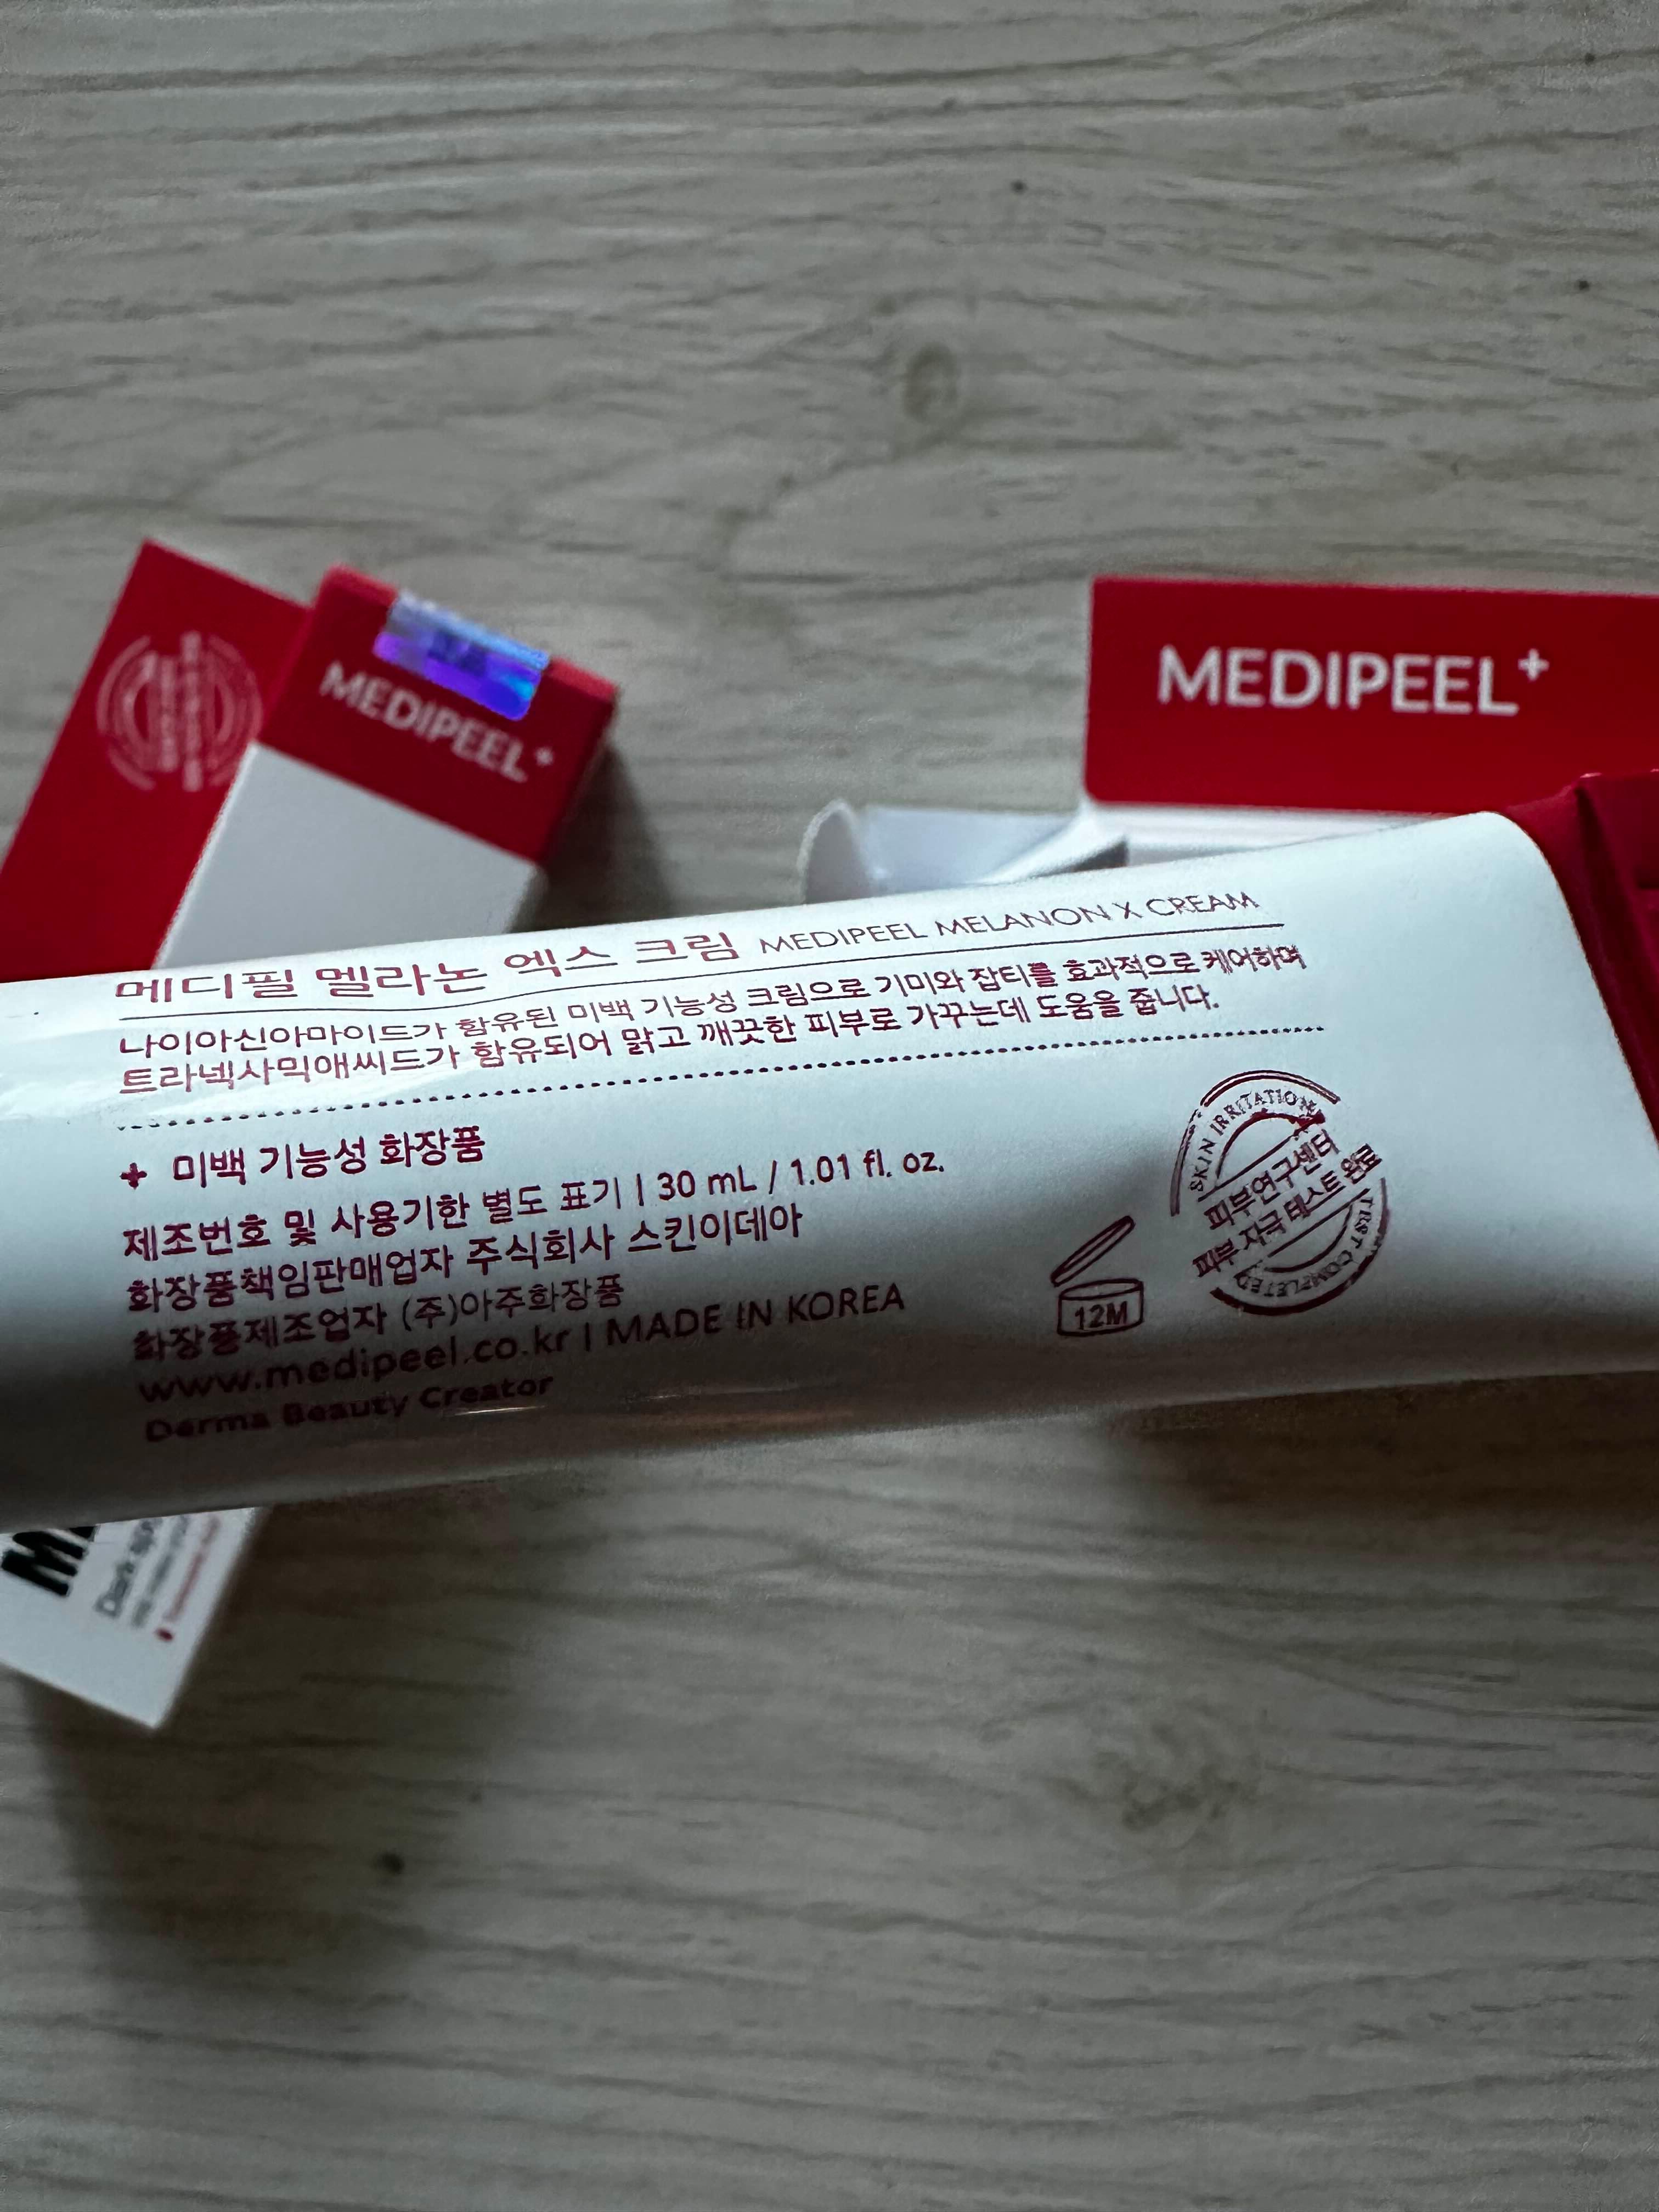 MEDIPEEL+
MEDIPEEL+
메디필 멜라논 엑스 크림 MEDIPEEL MELANON X CREAM
나이아신아마이드가 함유된 미백 기능성 크림으로 기미와 잡티를 효과적으로 케어하며
트라넥사믹애씨드가 함유되어 맑고 깨끗한 피부로 가꾸는데 도움을 줍니다.
+ 미백 기능성 화장품
제조번호 및 사용기한 별도 표기 | 30 mL / 1.01 fl. oz.
화장품책임판매업자 주식회사 스킨이데아
화장품제조업자 (주)아주화장품
www.medipeel.co.kr | MADE IN KOREA
Derma Beauty Creator
12M
SKIN IRRITATION
피부연구센터
피부 자극 테스트 완료
TEST COMPLETED
Dark